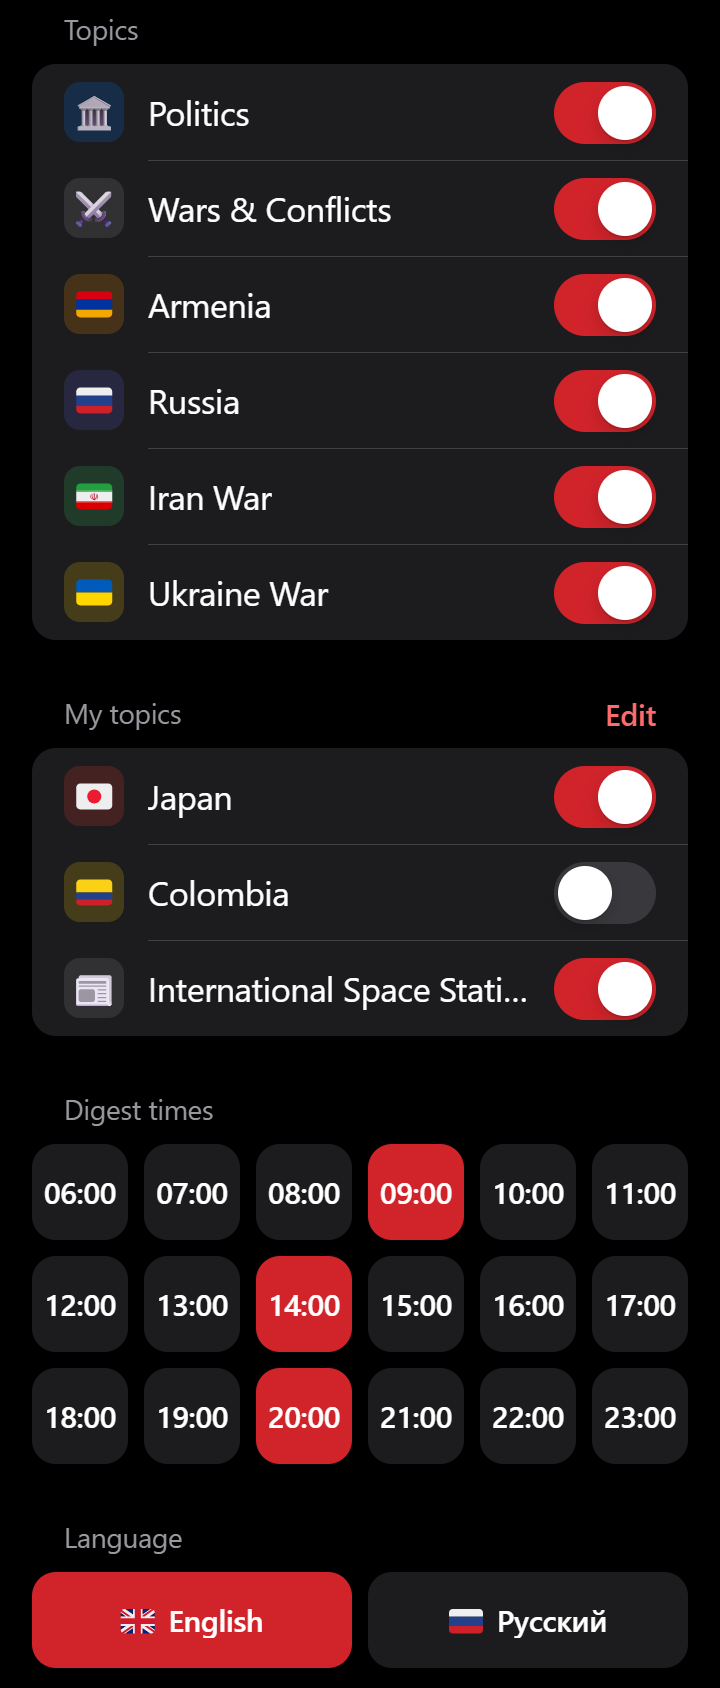 Topics
Politics
Wars & Conflicts
Armenia
Russia
Iran War
Ukraine War
My topics
Edit
Japan
Colombia
International Space Stati...
Digest times
06:00 07:00 08:00 09:00 10:00 11:00
12:00 13:00 14:00 15:00 16:00 17:00
18:00 19:00 20:00 21:00 22:00 23:00
Language
English Русский